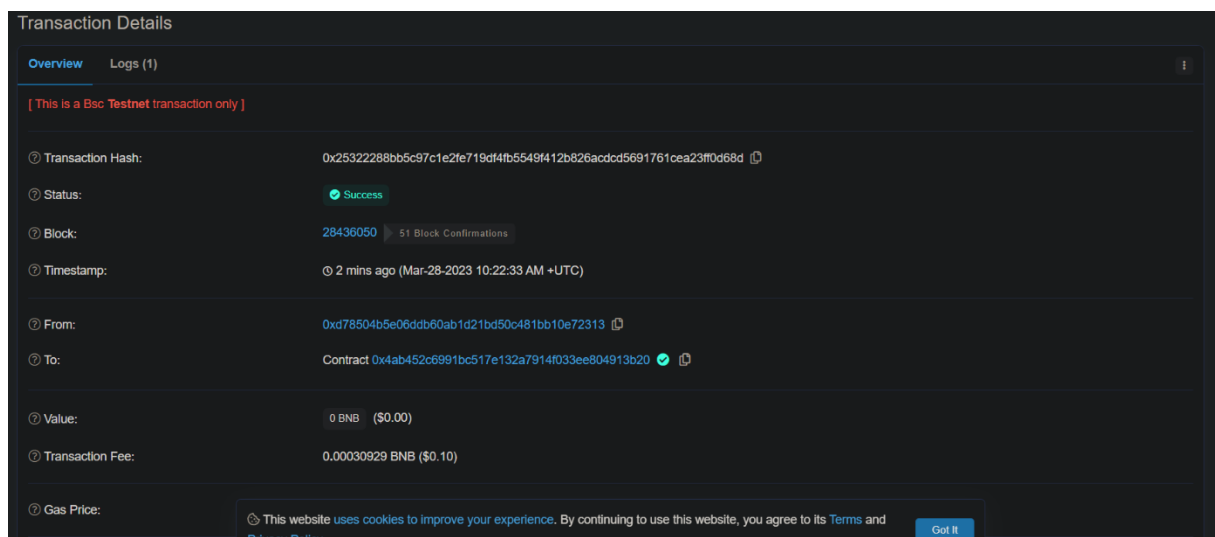 Transaction Details
Overview Logs (1)
[ This is a Bsc Testnet transaction only ]
Transaction Hash: 0x25322288bb5c97c1e2fe719df4fb5549f412b826acdcd5691761cea23ff0d68d
Status: Success
Block: 28436050 51 Block Confirmations
Timestamp: 2 mins ago (Mar-28-2023 10:22:33 AM +UTC)
From: 0xd78504b5e06ddb60ab1d21bd50c481bb10e72313
To: Contract 0x4ab452c6991bc517e132a7914f033ee804913b20
Value: 0 BNB ($0.00)
Transaction Fee: 0.00030929 BNB ($0.10)
Gas Price:
This website uses cookies to improve your experience. By continuing to use this website, you agree to its Terms and
Got It